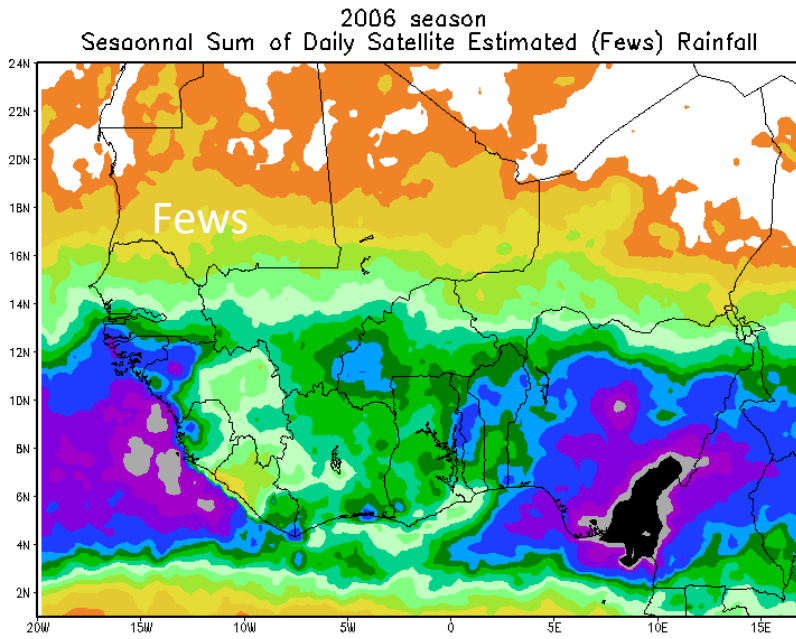 2006 season
Sesaonnal Sum of Daily Satellite Estimated (Fews) Rainfall
24N
22N
20N
18N
Fews
16N
14N
12N
10N
8N
6N
4N
2N
20W 15W 10W 5W 0 5E 10E 15E